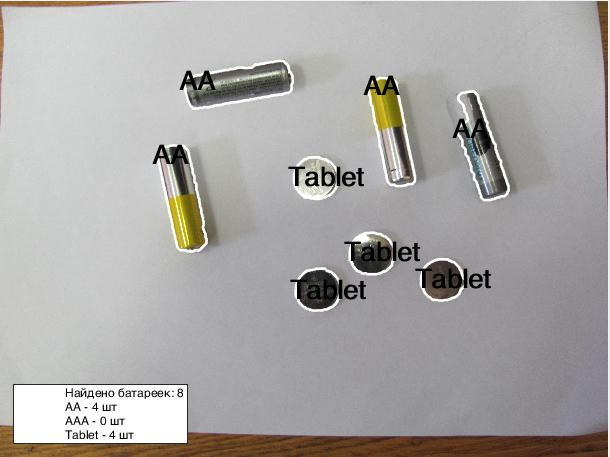 AA
AA
AA
AA
Tablet
Tablet
Tablet
Tablet
Найдено батареек: 8
AA - 4 шт
AAA - 0 шт
Tablet - 4 шт